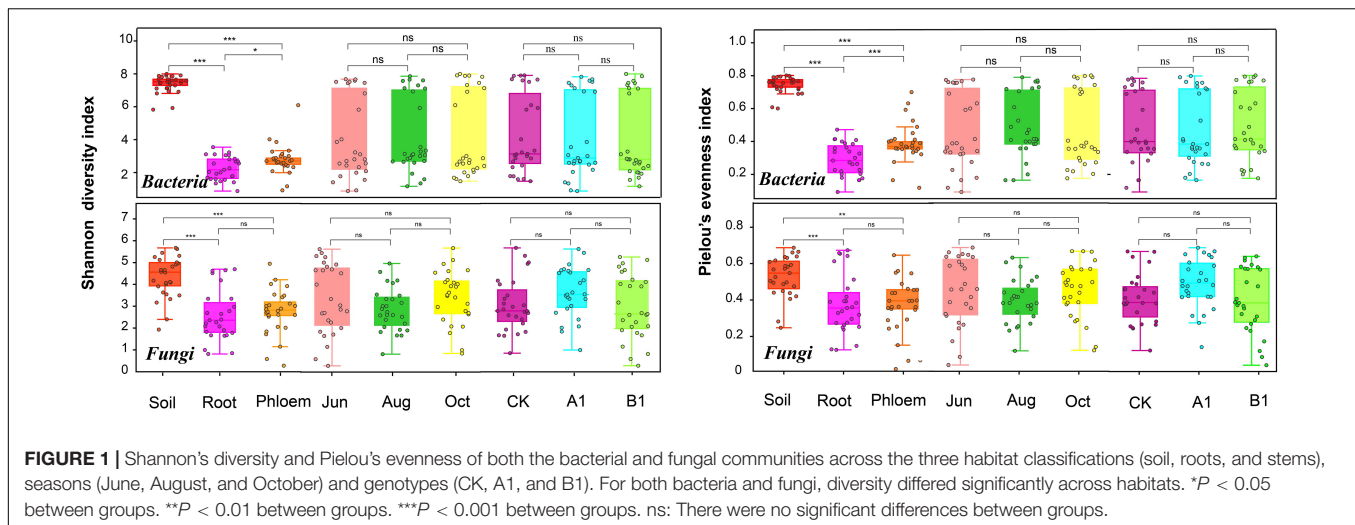 Shannon diversity index
10
8
6
4
2
*** *** * ns ns ns ns ns ns
Bacteria
7
6
5
4
3
2
1
0
*** *** ns ns ns ns ns ns ns
Fungi
Soil Root Phloem Jun Aug Oct CK A1 B1
Pielou's evenness index
1.0
0.8
0.6
0.4
0.2
*** *** *** ns ns ns ns ns ns
Bacteria
0.8
0.6
0.4
0.2
0
** *** ns ns ns ns ns ns ns
Fungi
Soil Root Phloem Jun Aug Oct CK A1 B1
FIGURE 1 | Shannon's diversity and Pielou's evenness of both the bacterial and fungal communities across the three habitat classifications (soil, roots, and stems),
seasons (June, August, and October) and genotypes (CK, A1, and B1). For both bacteria and fungi, diversity differed significantly across habitats. *P < 0.05
between groups. **P < 0.01 between groups. ***P < 0.001 between groups. ns: There were no significant differences between groups.